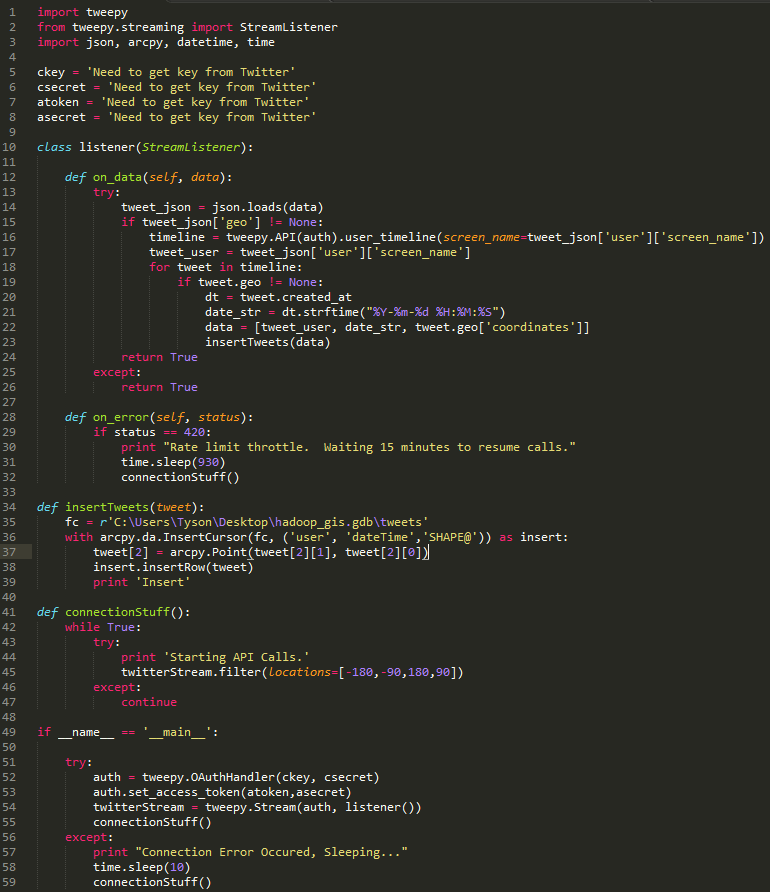 1 import tweepy
2 from tweepy.streaming import StreamListener
3 import json, arcpy, datetime, time
4
5 ckey = 'Need to get key from Twitter'
6 csecret = 'Need to get key from Twitter'
7 atoken = 'Need to get key from Twitter'
8 asecret = 'Need to get key from Twitter'
9
10 class listener(StreamListener):
11
12     def on_data(self, data):
13         try:
14             tweet_json = json.loads(data)
15             if tweet_json['geo'] != None:
16                 timeline = tweepy.API(auth).user_timeline(screen_name=tweet_json['user']['screen_name'])
17                 tweet_user = tweet_json['user']['screen_name']
18                 for tweet in timeline:
19                     if tweet.geo != None:
20                         dt = tweet.created_at
21                         date_str = dt.strftime("%Y-%m-%d %H:%M:%S")
22                         data = [tweet_user, date_str, tweet.geo['coordinates']]
23                         insertTweets(data)
24             return True
25         except:
26             return True
27
28     def on_error(self, status):
29         if status == 420:
30             print "Rate limit throttle.  Waiting 15 minutes to resume calls."
31             time.sleep(930)
32             connectionStuff()
33
34 def insertTweets(tweet):
35     fc = r'C:\Users\Tyson\Desktop\hadoop_gis.gdb\tweets'
36     with arcpy.da.InsertCursor(fc, ('user', 'dateTime','SHAPE@')) as insert:
37         tweet[2] = arcpy.Point(tweet[2][1], tweet[2][0])
38         insert.insertRow(tweet)
39         print 'Insert'
40
41 def connectionStuff():
42     while True:
43         try:
44             print 'Starting API Calls.'
45             twitterStream.filter(locations=[-180,-90,180,90])
46         except:
47             continue
48
49 if __name__ == '__main__':
50
51     try:
52         auth = tweepy.OAuthHandler(ckey, csecret)
53         auth.set_access_token(atoken,asecret)
54         twitterStream = tweepy.Stream(auth, listener())
55         connectionStuff()
56     except:
57         print "Connection Error Occured, Sleeping..."
58         time.sleep(10)
59         connectionStuff()